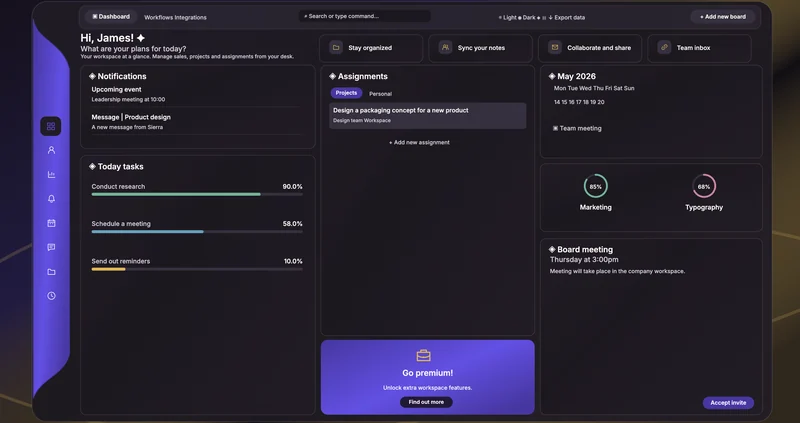 Dashboard
Workflows Integrations
Search or type command...
Light Dark Export data
+ Add new board
Hi, James!
What are your plans for today?
Your workspace at a glance. Manage sales, projects and assignments from your desk.
Stay organized
Sync your notes
Collaborate and share
Team inbox
Notifications
Upcoming event
Leadership meeting at 10:00
Message | Product design
A new message from Sierra
Today tasks
Conduct research 90.0%
Schedule a meeting 58.0%
Send out reminders 10.0%
Assignments
Projects Personal
Design a packaging concept for a new product
Design team Workspace
+ Add new assignment
Go premium!
Unlock extra workspace features.
Find out more
May 2026
Mon Tue Wed Thu Fri Sat Sun
14 15 16 17 18 19 20
Team meeting
85% 68%
Marketing Typography
Board meeting
Thursday at 3:00pm
Meeting will take place in the company workspace.
Accept invite